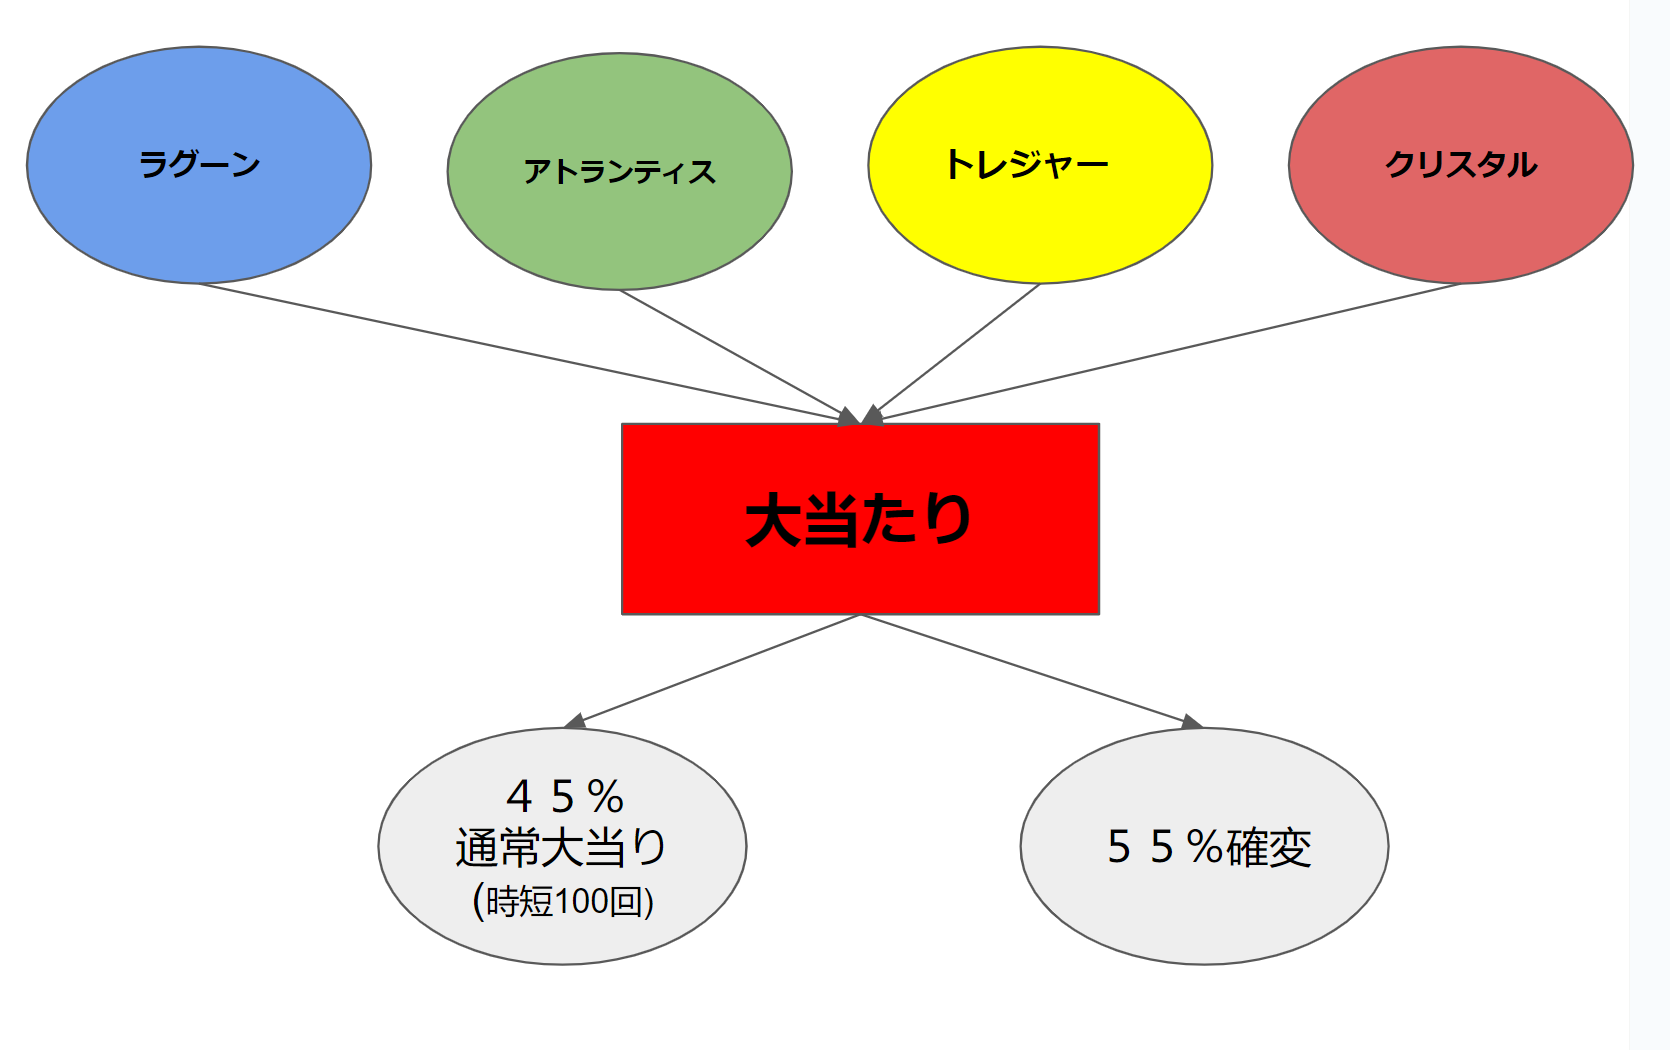 ラグーン
アトランティス
トレジャー
クリスタル
大当たり
４５％
通常大当り
(時短100回)
５５％確変